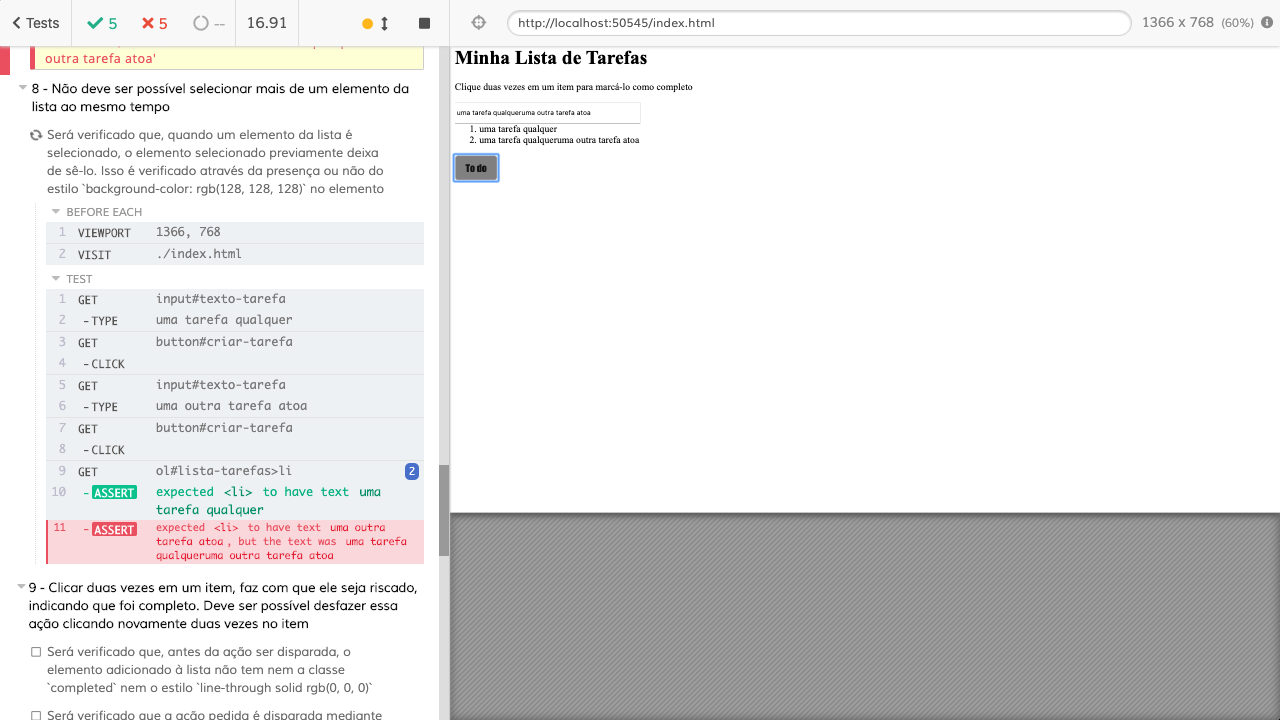 Tests
5
5
--
16.91
http://localhost:50545/index.html
1366 x 768 (60%)
outra tarefa atoa'
8 - Não deve ser possível selecionar mais de um elemento da
lista ao mesmo tempo
Será verificado que, quando um elemento da lista é
selecionado, o elemento selecionado previamente deixa
de sê-lo. Isso é verificado através da presença ou não do
estilo `background-color: rgb(128, 128, 128)` no elemento
BEFORE EACH
1 VIEWPORT 1366, 768
2 VISIT ./index.html
TEST
1 GET input#texto-tarefa
2 -TYPE uma tarefa qualquer
3 GET button#criar-tarefa
4 -CLICK
5 GET input#texto-tarefa
6 -TYPE uma outra tarefa atoa
7 GET button#criar-tarefa
8 -CLICK
9 GET ol#lista-tarefas>li 2
10 -ASSERT expected <li> to have text uma
tarefa qualquer
11 -ASSERT expected <li> to have text uma outra
tarefa atoa, but the text was uma tarefa
qualqueruma outra tarefa atoa
9 - Clicar duas vezes em um item, faz com que ele seja riscado,
indicando que foi completo. Deve ser possível desfazer essa
ação clicando novamente duas vezes no item
Será verificado que, antes da ação ser disparada, o
elemento adicionado à lista não tem nem a classe
`completed` nem o estilo `line-through solid rgb(0, 0, 0)`
Será verificado que a ação pedida é disparada mediante
Minha Lista de Tarefas
Clique duas vezes em um item para marcá-lo como completo
uma tarefa qualqueruma outra tarefa atoa
1. uma tarefa qualquer
2. uma tarefa qualqueruma outra tarefa atoa
To do